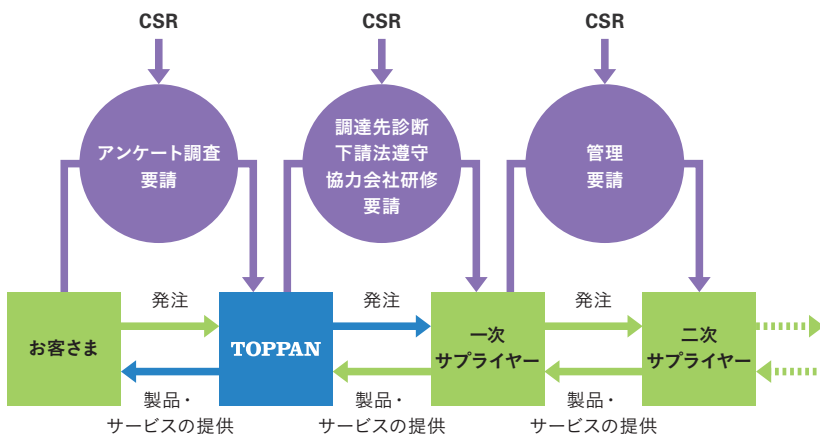 CSR
CSR
CSR
アンケート調査
要請
調達先診断
下請法遵守
協力会社研修
要請
管理
要請
発注
発注
発注
お客さま
TOPPAN
一次
サプライヤー
二次
サプライヤー
製品・
サービスの提供
製品・
サービスの提供
製品・
サービスの提供